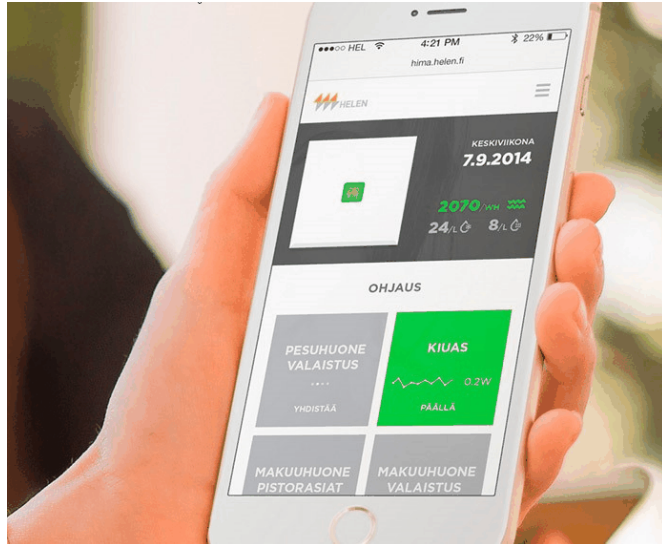 HEL 4:21 PM 22%
hima.helen.fi
HELEN
KESKIVIIKONA
7.9.2014
2070/WH
24/L 8/L
OHJAUS
PESUHUONE
VALAISTUS
YHDISTÄÄ
KIUAS
0.2W
PÄÄLLÄ
MAKUUHUONE
PISTORASIAT
MAKUUHUONE
VALAISTUS